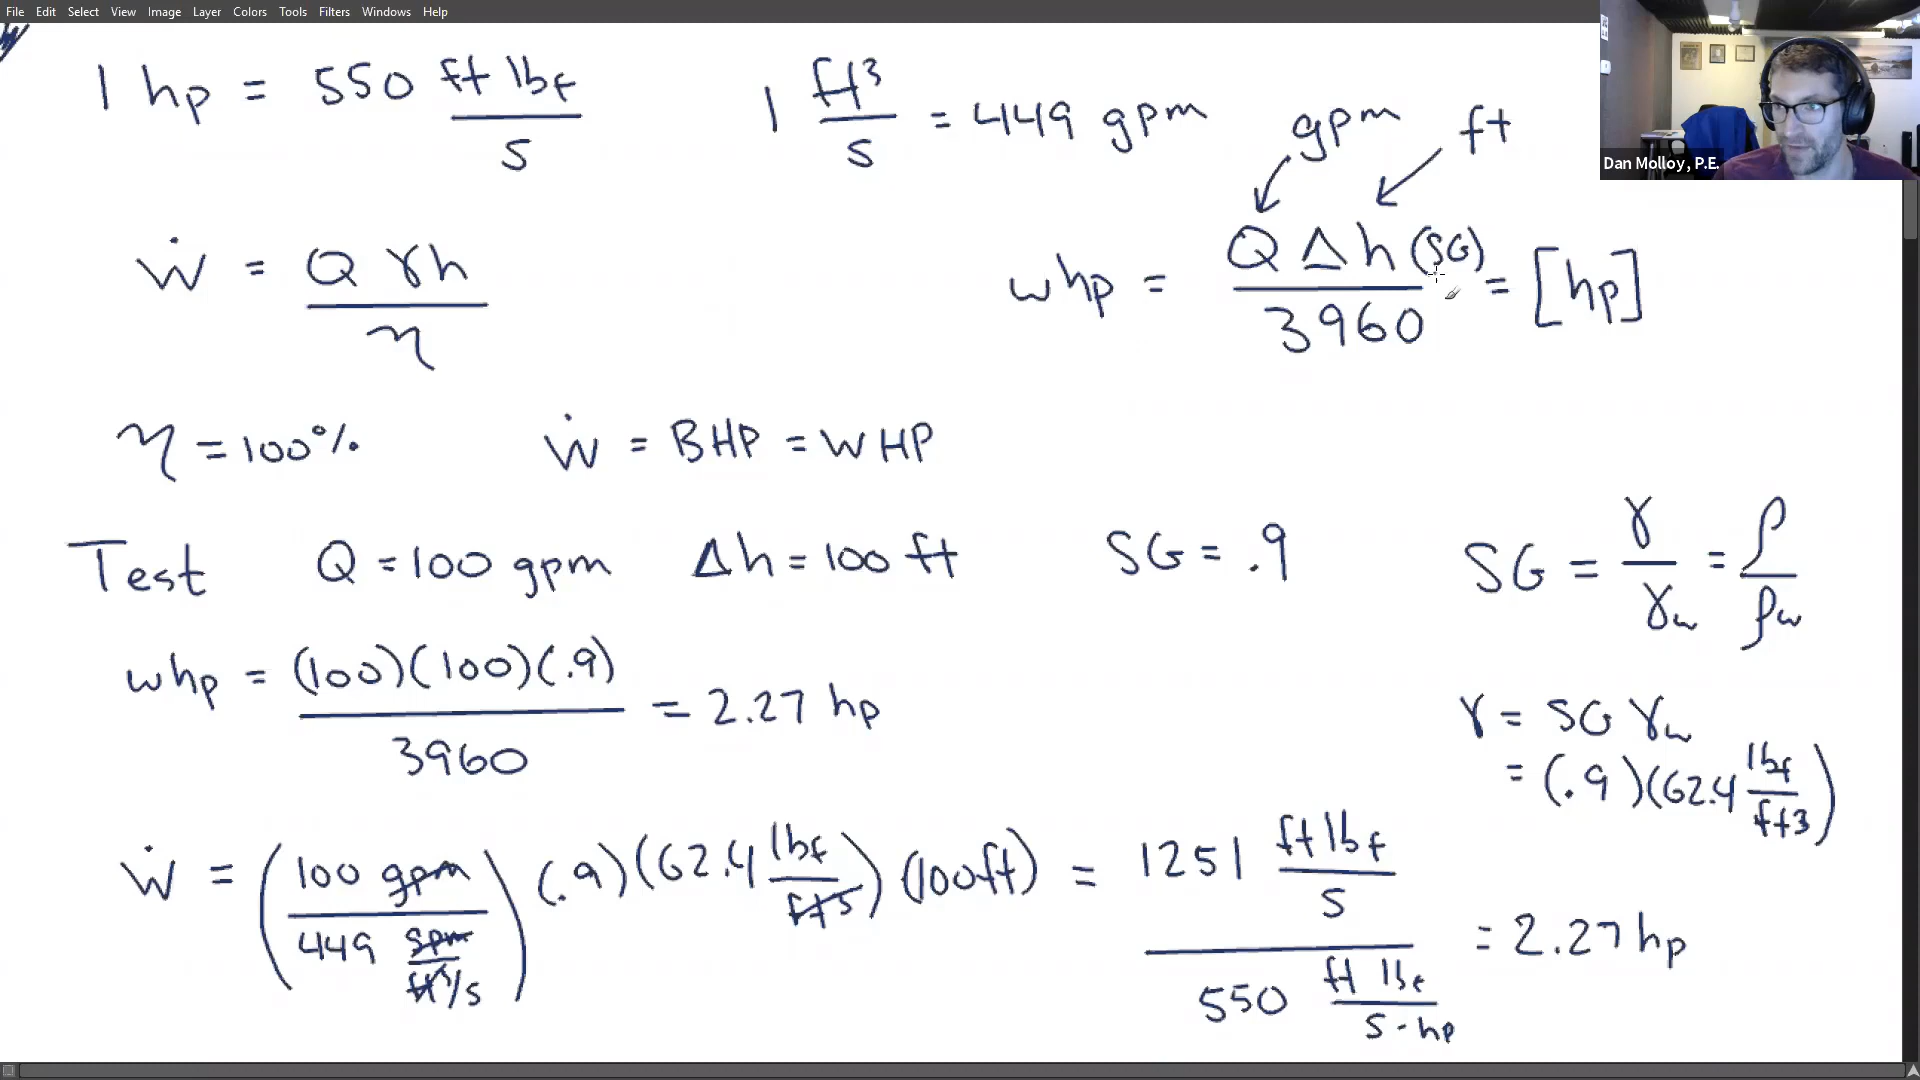 File Edit Select View Image Layer Colors Tools Filters Windows Help
Dan Molloy, P.E.
1 hp = 550 ft lbf / s
1 ft3 / s = 449 gpm
gpm
ft
Ẇ = Q γ h / η
whp = Q Δ h (SG) / 3960 = [hp]
η = 100%
Ẇ = BHP = WHP
Test Q = 100 gpm Δh = 100 ft SG = .9
SG = γ / γw = ρ / ρw
whp = (100)(100)(.9) / 3960 = 2.27 hp
γ = SG γw
= (.9)(62.4 lbf / ft3)
Ẇ = (100 gpm / 449 gpm / ft3/s) (.9)(62.4 lbf / ft3) (100ft) = 1251 ft lbf / s / 550 ft lbf / s·hp = 2.27 hp